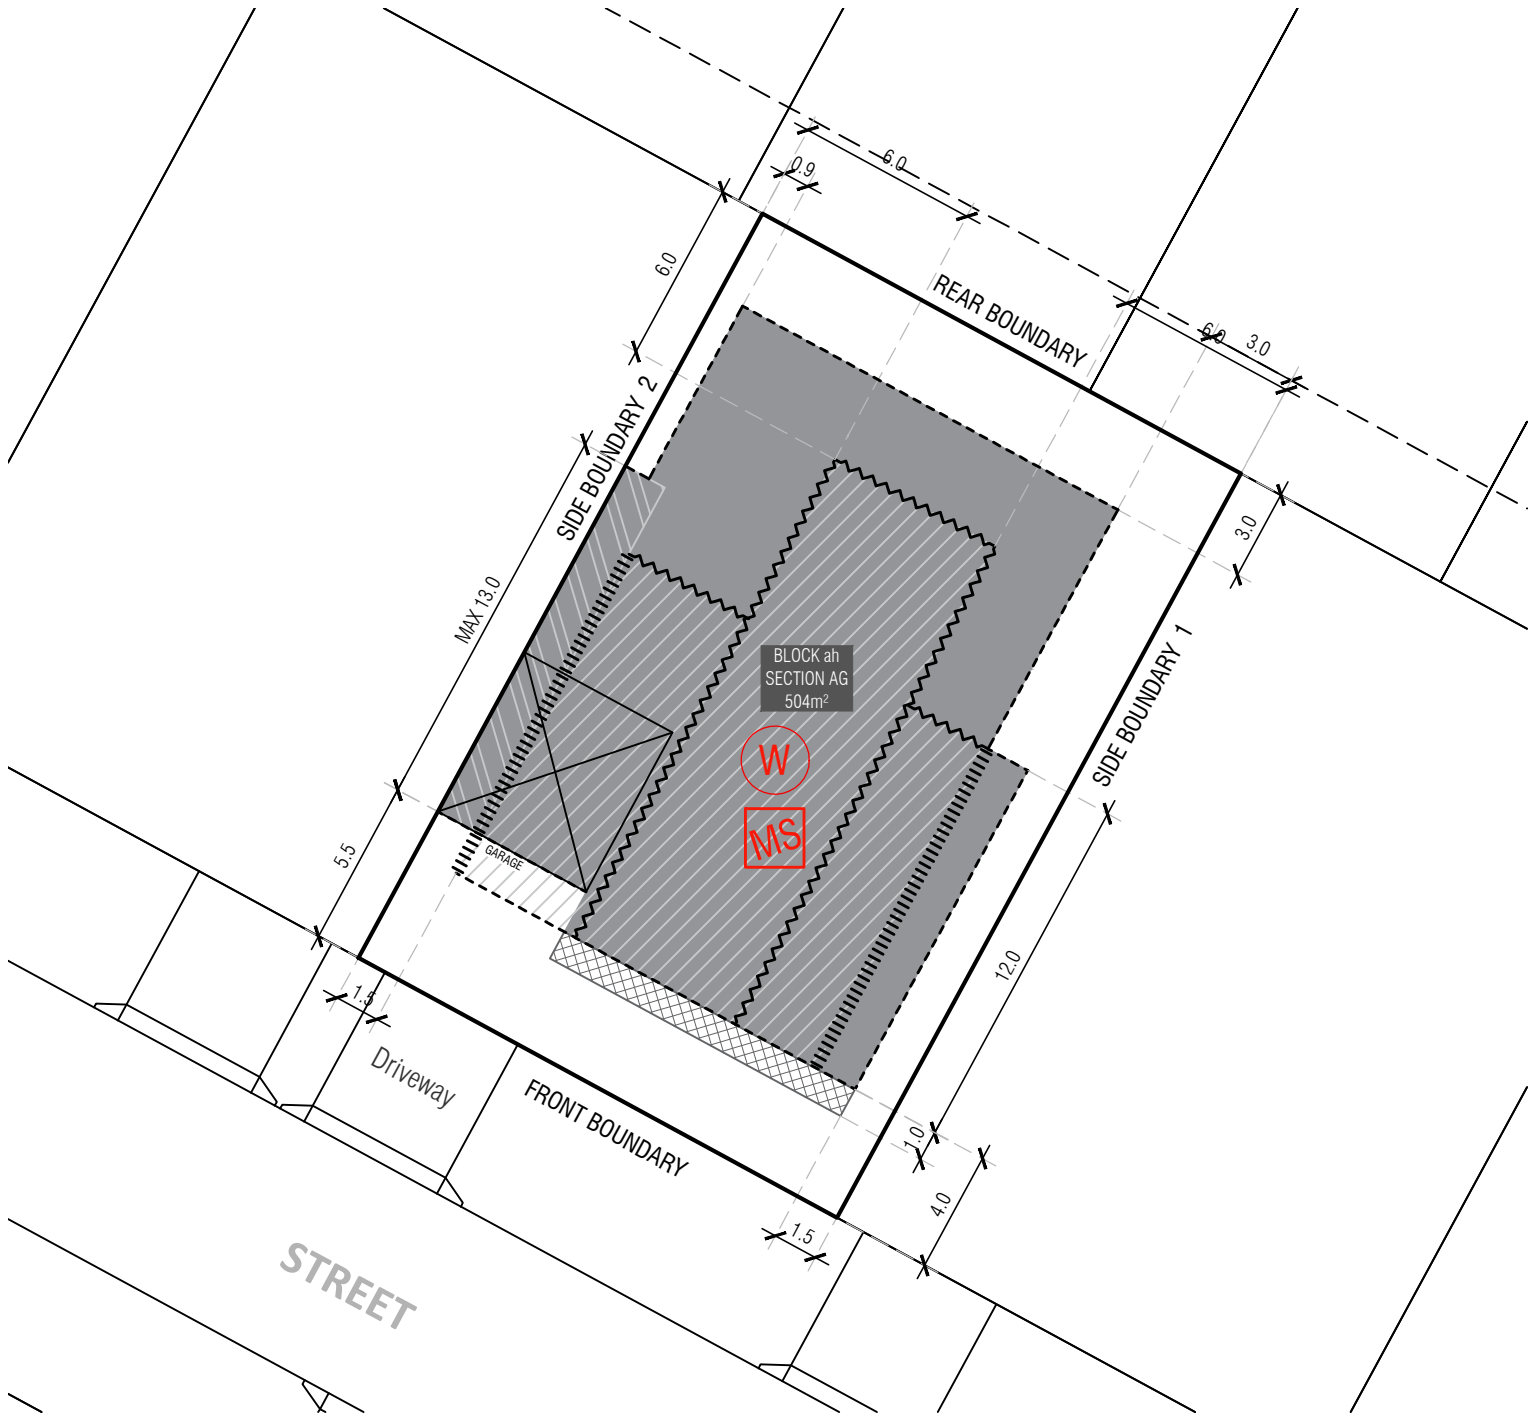 6.0
0.9
6.0
REAR BOUNDARY
6.0
3.0
SIDE BOUNDARY 2
3.0
MAX 13.0
BLOCK ah
SECTION AG
504m²
SIDE BOUNDARY 1
W
MS
GARAGE
5.5
12.0
1.5
Driveway
FRONT BOUNDARY
1.0
4.0
1.5
STREET